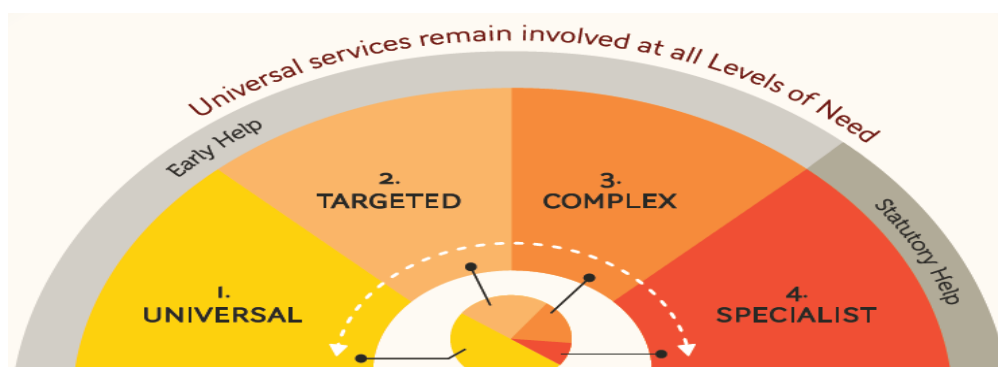 Universal services remain involved at all Levels of Need
Early Help
2.
TARGETED
3.
COMPLEX
Statutory Help
1.
UNIVERSAL
4.
SPECIALIST